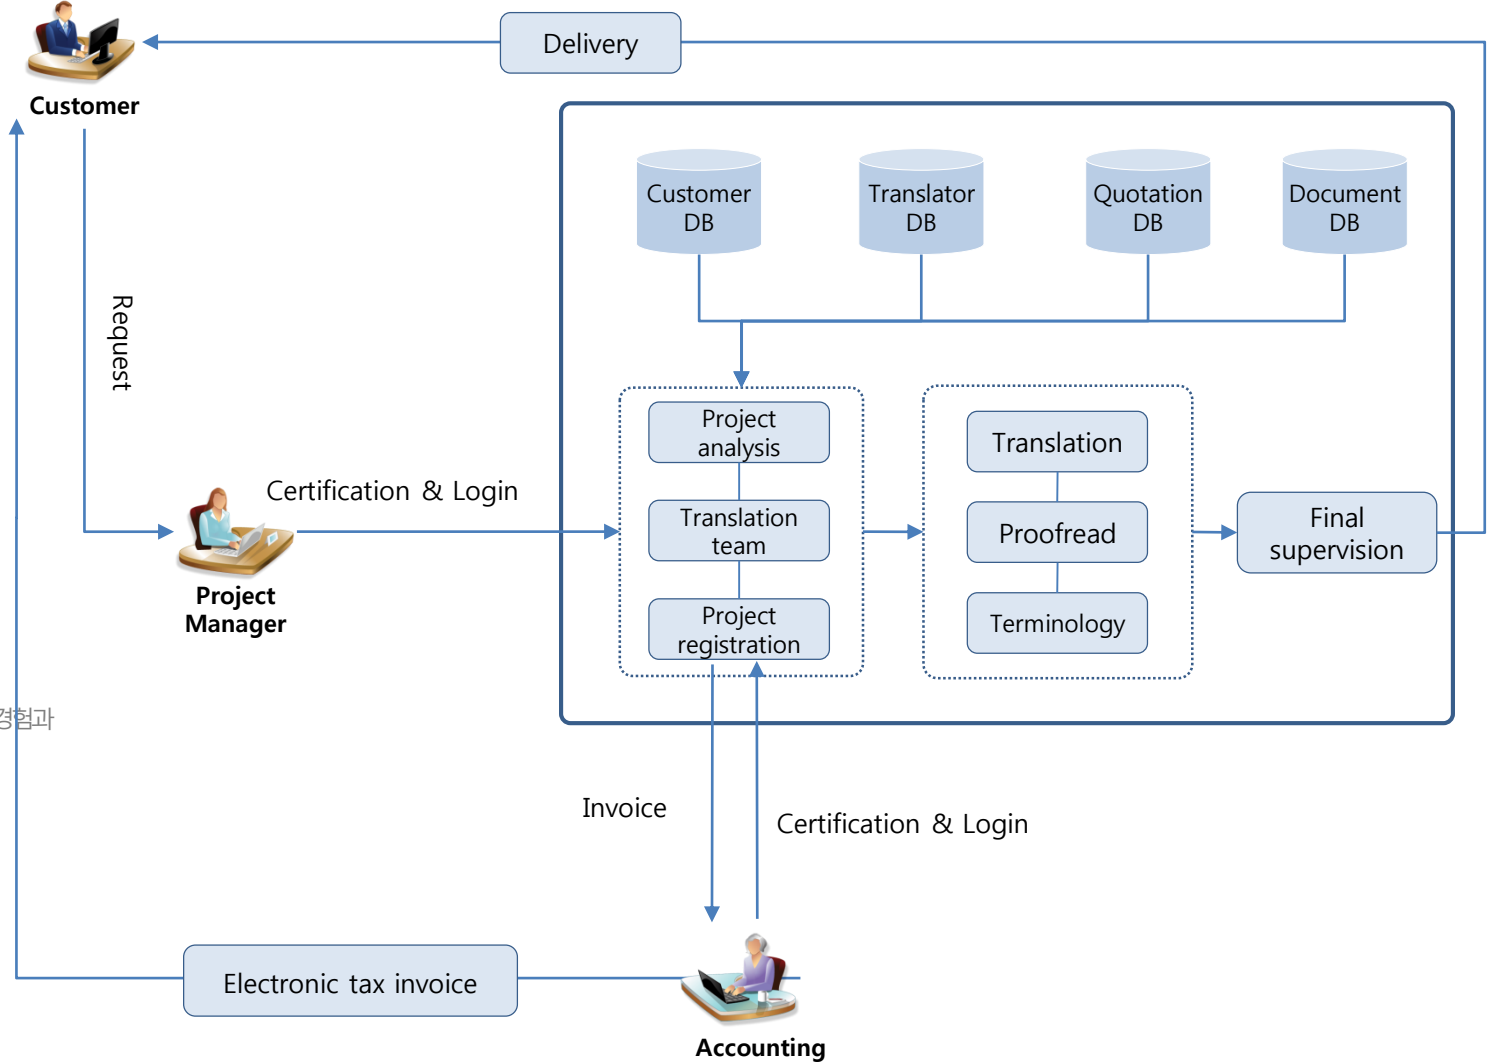 Delivery
Customer
Customer
DB
Translator
DB
Quotation
DB
Document
DB
Request
Project
analysis
Translation
team
Project
registration
Translation
Proofread
Terminology
Final
supervision
Certification & Login
Project
Manager
경험과
Invoice
Certification & Login
Electronic tax invoice
Accounting